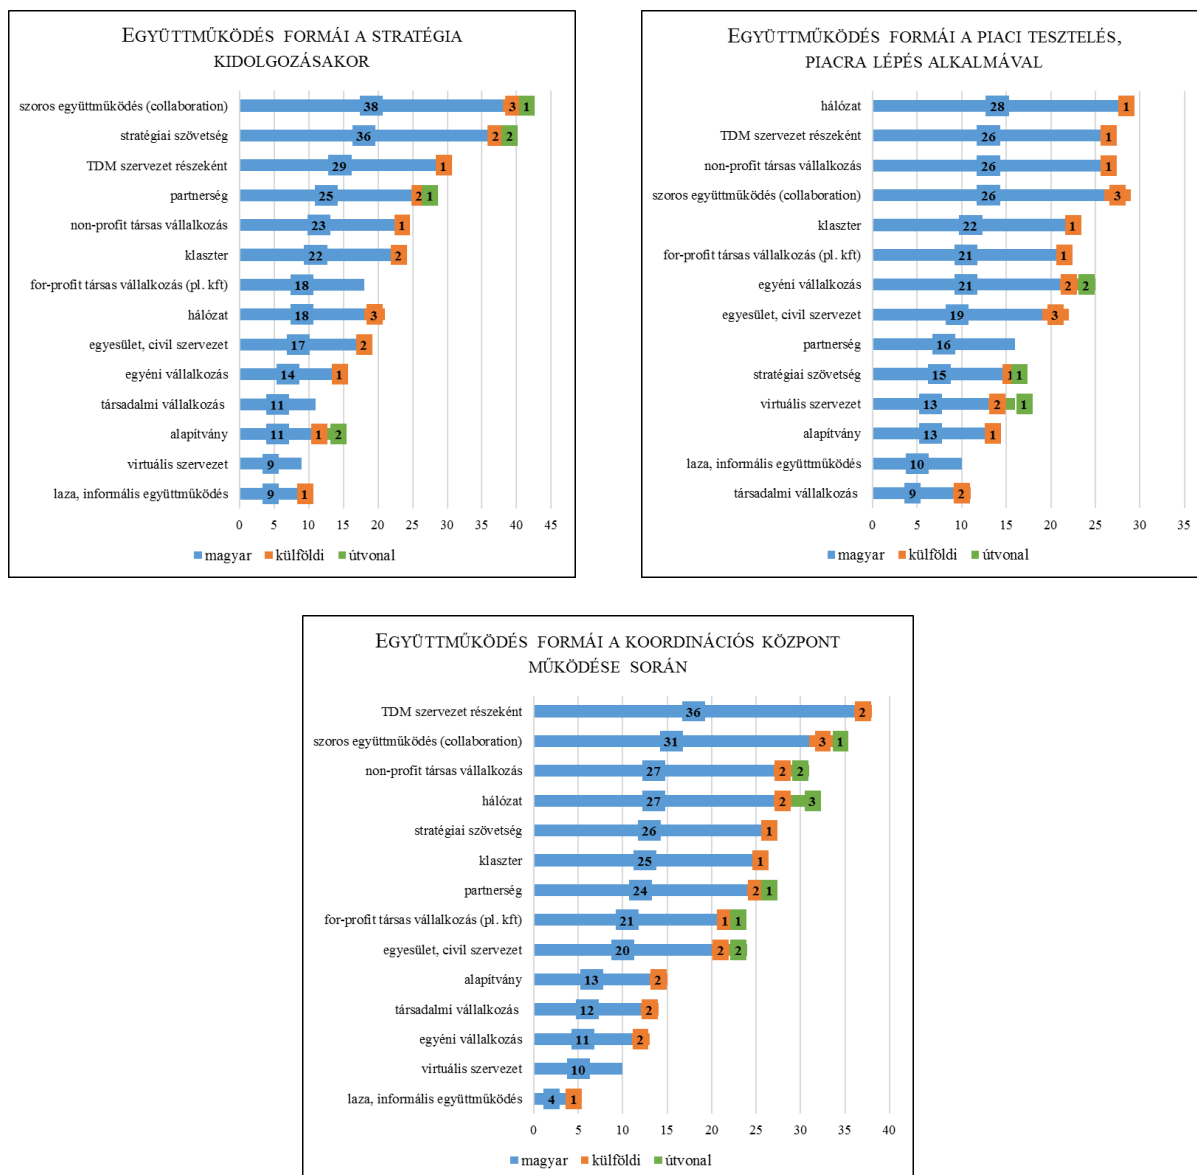 EGYÜTTMŰKÖDÉS FORMÁI A STRATÉGIA
KIDOLGOZÁSAKOR
szoros együttműködés (collaboration) 38 3 1
stratégiai szövetség 36 2 2
TDM szervezet részeként 29 1
partnerség 25 2 1
non-profit társas vállalkozás 23 1
klaszter 22 2
for-profit társas vállalkozás (pl. kft) 18
hálózat 18 3
egyesület, civil szervezet 17 2
egyéni vállalkozás 14 1
társadalmi vállalkozás 11
alapítvány 11 1 2
virtuális szervezet 9
laza, informális együttműködés 9 1
0 5 10 15 20 25 30 35 40 45
magyar külföldi útvonal
EGYÜTTMŰKÖDÉS FORMÁI A PIACI TESZTELÉS,
PIACRA LÉPÉS ALKALMÁVAL
hálózat 28 1
TDM szervezet részeként 26 1
non-profit társas vállalkozás 26 1
szoros együttműködés (collaboration) 26 3
klaszter 22 1
for-profit társas vállalkozás (pl. kft) 21 1
egyéni vállalkozás 21 2 2
egyesület, civil szervezet 19 3
partnerség 16
stratégiai szövetség 15 1 1
virtuális szervezet 13 2 1
alapítvány 13 1
laza, informális együttműködés 10
társadalmi vállalkozás 9 2
0 5 10 15 20 25 30 35
magyar külföldi útvonal
EGYÜTTMŰKÖDÉS FORMÁI A KOORDINÁCIÓS KÖZPONT
MŰKÖDÉSE SORÁN
TDM szervezet részeként 36 2
szoros együttműködés (collaboration) 31 3 1
non-profit társas vállalkozás 27 2 2
hálózat 27 2 3
stratégiai szövetség 26 1
klaszter 25 1
partnerség 24 2 1
for-profit társas vállalkozás (pl. kft) 21 1 1
egyesület, civil szervezet 20 2 2
alapítvány 13 2
társadalmi vállalkozás 12 2
egyéni vállalkozás 11 2
virtuális szervezet 10
laza, informális együttműködés 4 1
0 5 10 15 20 25 30 35 40
magyar külföldi útvonal